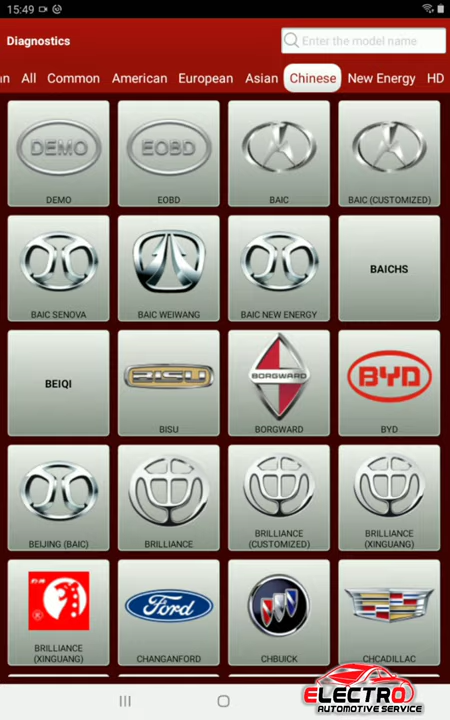 15:49
Diagnostics
Enter the model name
an All Common American European Asian Chinese New Energy HD
DEMO
DEMO
EOBD
EOBD
BAIC
BAIC (CUSTOMIZED)
BAIC SENOVA
BAIC WEIWANG
BAIC NEW ENERGY
BAICHS
BEIQI
BISU
BISU
BORGWARD
BORGWARD
BYD
BYD
BEIJING (BAIC)
BRILLIANCE
BRILLIANCE
(CUSTOMIZED)
BRILLIANCE
(XINGUANG)
BRILLIANCE
(XINGUANG)
Ford
CHANGANFORD
CHBUICK
CHCADILLAC
ELECTRO
AUTOMOTIVE SERVICE